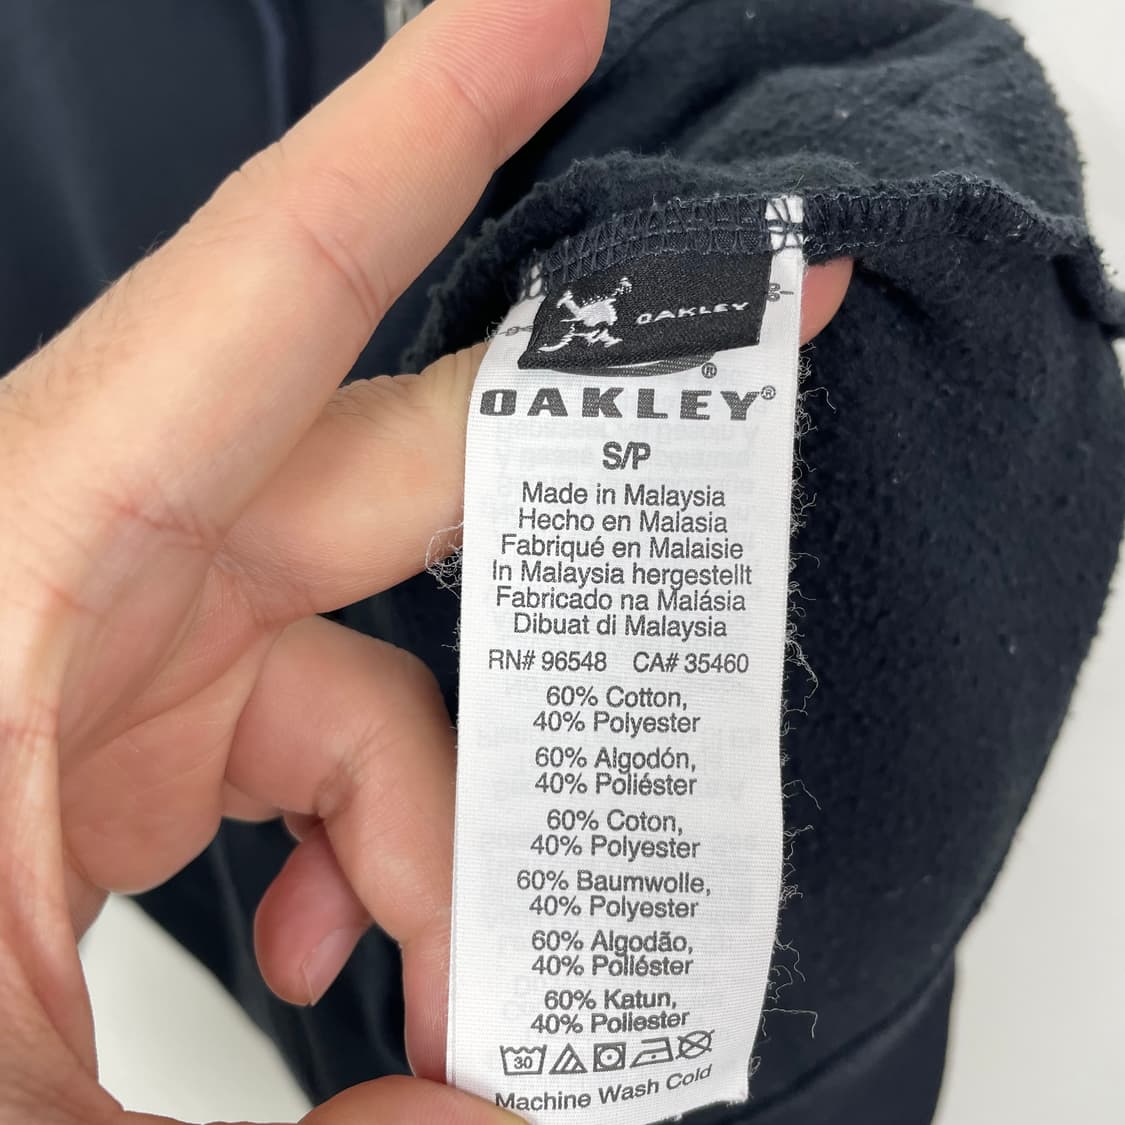 OAKLEY
®
OAKLEY®
S/P
Made in Malaysia
Hecho en Malasia
Fabriqué en Malaisie
In Malaysia hergestellt
Fabricado na Malásia
Dibuat di Malaysia
RN# 96548 CA# 35460
60% Cotton,
40% Polyester
60% Algodón,
40% Poliéster
60% Coton,
40% Polyester
60% Baumwolle,
40% Polyester
60% Algodão,
40% Poliéster
60% Katun,
40% Poliester
30
Machine Wash Cold